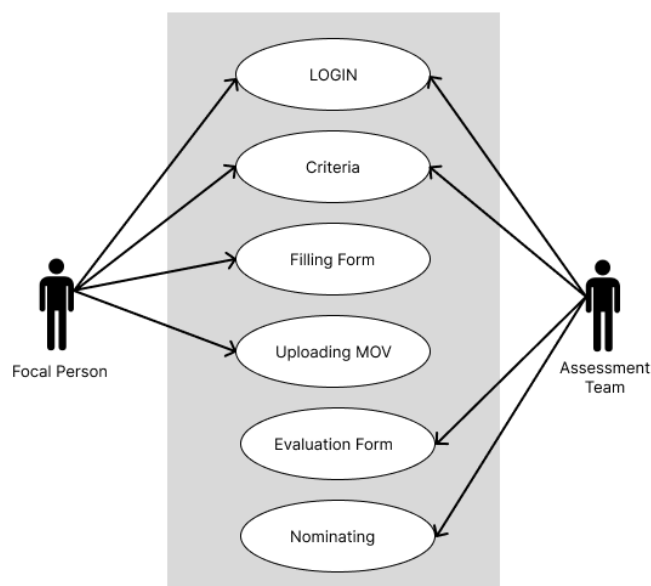 LOGIN
Criteria
Filling Form
Uploading MOV
Focal Person
Assessment
Team
Evaluation Form
Nominating